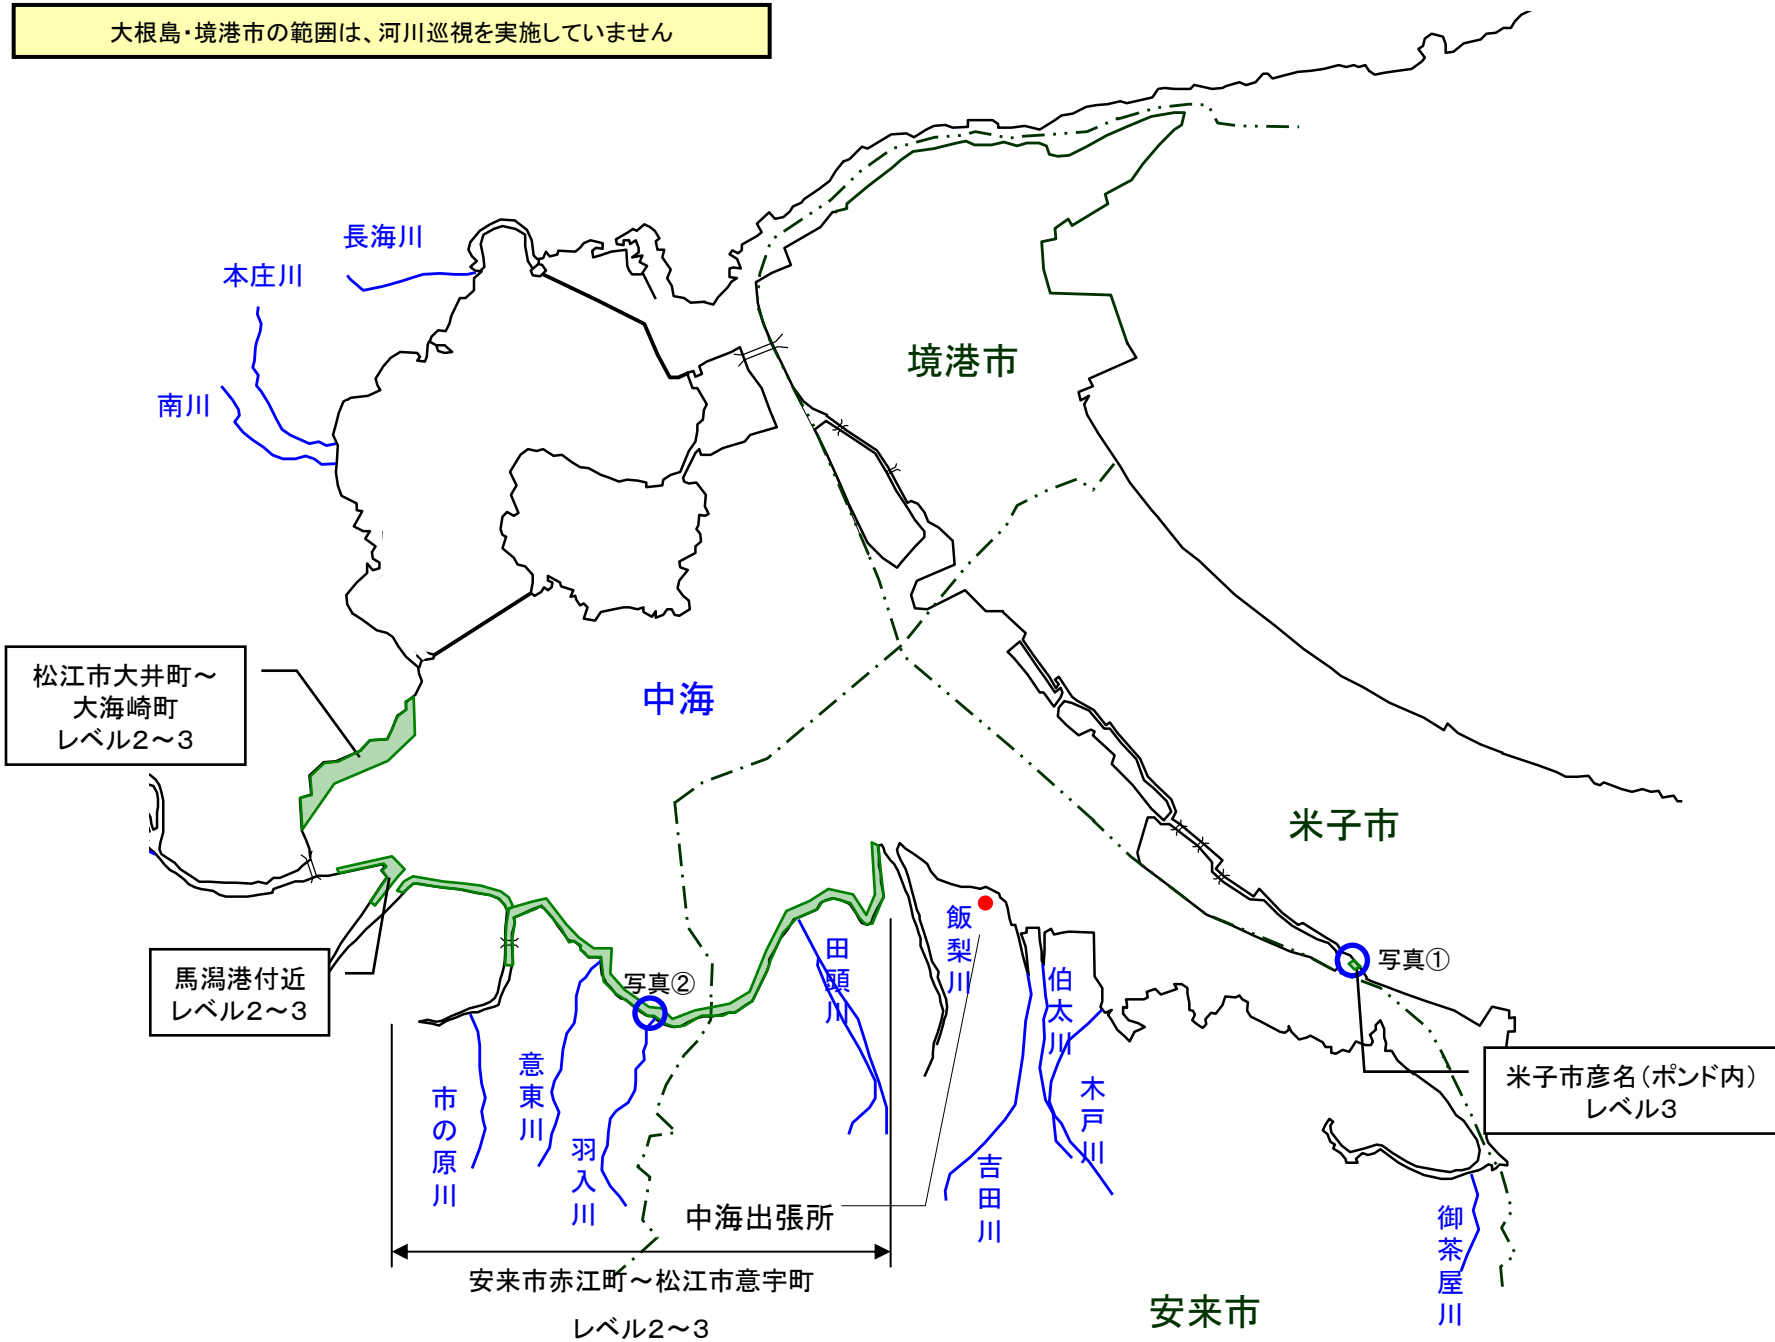 大根島・境港市の範囲は、河川巡視を実施していません
長海川
本庄川
南川
境港市
中海
松江市大井町～
大海崎町
レベル２～３
米子市
馬潟港付近
レベル２～３
写真②
写真①
田頭川
飯梨川
伯太川
木戸川
吉田川
市の原川
意東川
羽入川
米子市彦名（ポンド内）
レベル３
中海出張所
御茶屋川
安来市赤江町～松江市意宇町
レベル２～３
安来市